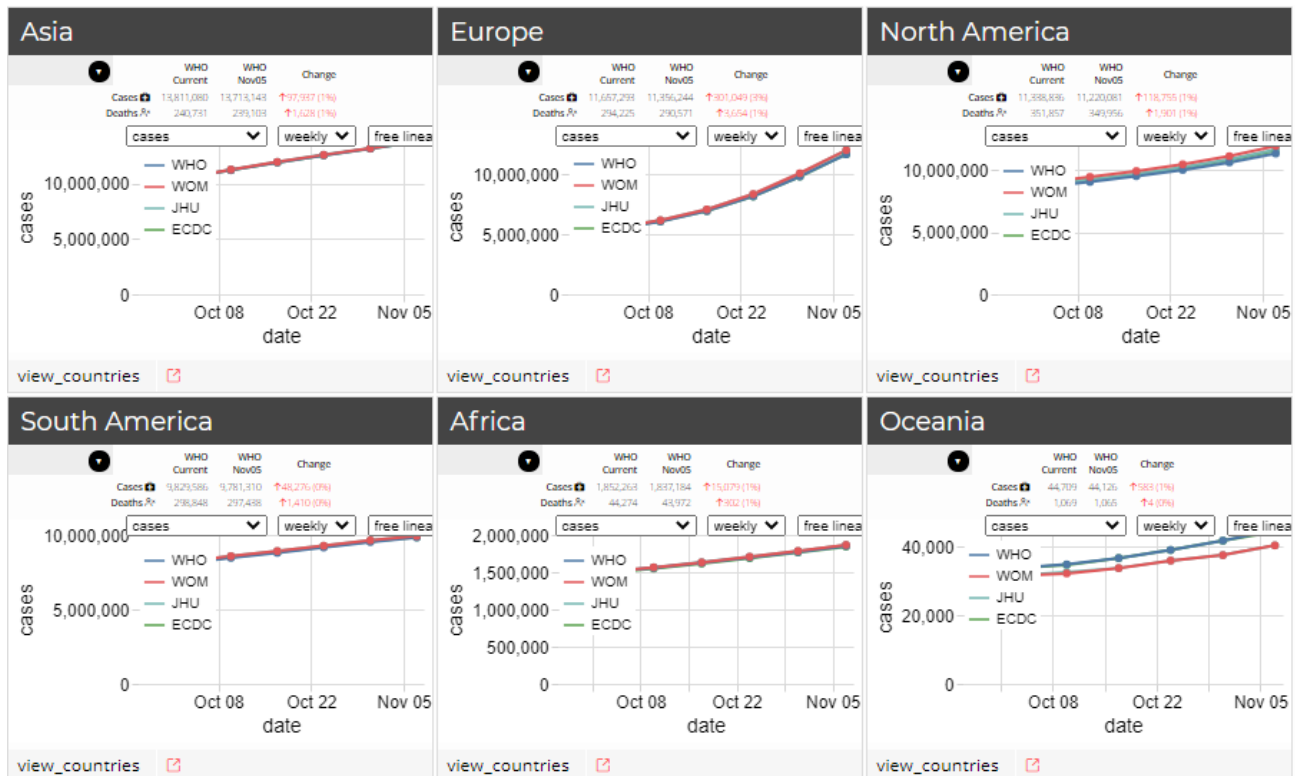 Asia
WHO Current WHO Nov05 Change
Cases 13,811,080 13,713,143 ↑97,937 (1%)
Deaths 240,731 239,103 ↑1,628 (1%)
cases weekly free linea
WHO
WOM
JHU
ECDC
10,000,000
5,000,000
0
cases
Oct 08 Oct 22 Nov 05
date
view_countries
Europe
WHO Current WHO Nov05 Change
Cases 11,657,293 11,356,244 ↑301,049 (3%)
Deaths 294,225 290,571 ↑3,654 (1%)
cases weekly free linea
WHO
WOM
JHU
ECDC
10,000,000
5,000,000
0
cases
Oct 08 Oct 22 Nov 05
date
view_countries
North America
WHO Current WHO Nov05 Change
Cases 11,338,836 11,220,081 ↑118,755 (1%)
Deaths 351,857 349,956 ↑1,901 (1%)
cases weekly free linea
WHO
WOM
JHU
ECDC
10,000,000
5,000,000
0
cases
Oct 08 Oct 22 Nov 05
date
view_countries
South America
WHO Current WHO Nov05 Change
Cases 9,829,586 9,781,310 ↑48,276 (0%)
Deaths 298,848 297,438 ↑1,410 (0%)
cases weekly free linea
WHO
WOM
JHU
ECDC
10,000,000
5,000,000
0
cases
Oct 08 Oct 22 Nov 05
date
view_countries
Africa
WHO Current WHO Nov05 Change
Cases 1,852,263 1,837,184 ↑15,079 (1%)
Deaths 44,274 43,972 ↑302 (1%)
cases weekly free linea
WHO
WOM
JHU
ECDC
2,000,000
1,500,000
1,000,000
500,000
0
cases
Oct 08 Oct 22 Nov 05
date
view_countries
Oceania
WHO Current WHO Nov05 Change
Cases 44,709 44,126 ↑583 (1%)
Deaths 1,069 1,065 ↑4 (0%)
cases weekly free linea
WHO
WOM
JHU
ECDC
40,000
20,000
0
cases
Oct 08 Oct 22 Nov 05
date
view_countries